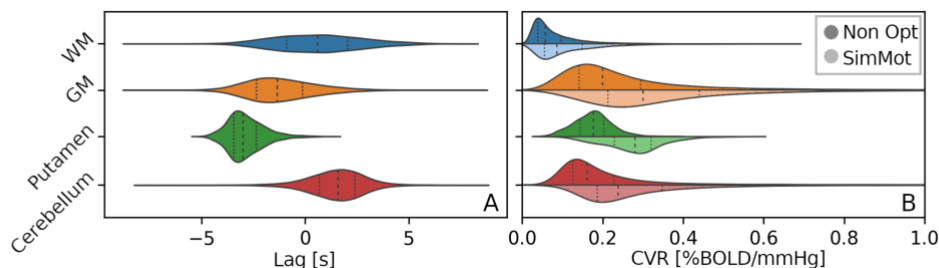 WM
GM
Putamen
Cerebellum
−5
0
5
Lag [s]
A
Non Opt
SimMot
0.0
0.2
0.4
0.6
0.8
1.0
CVR [%BOLD/mmHg]
B